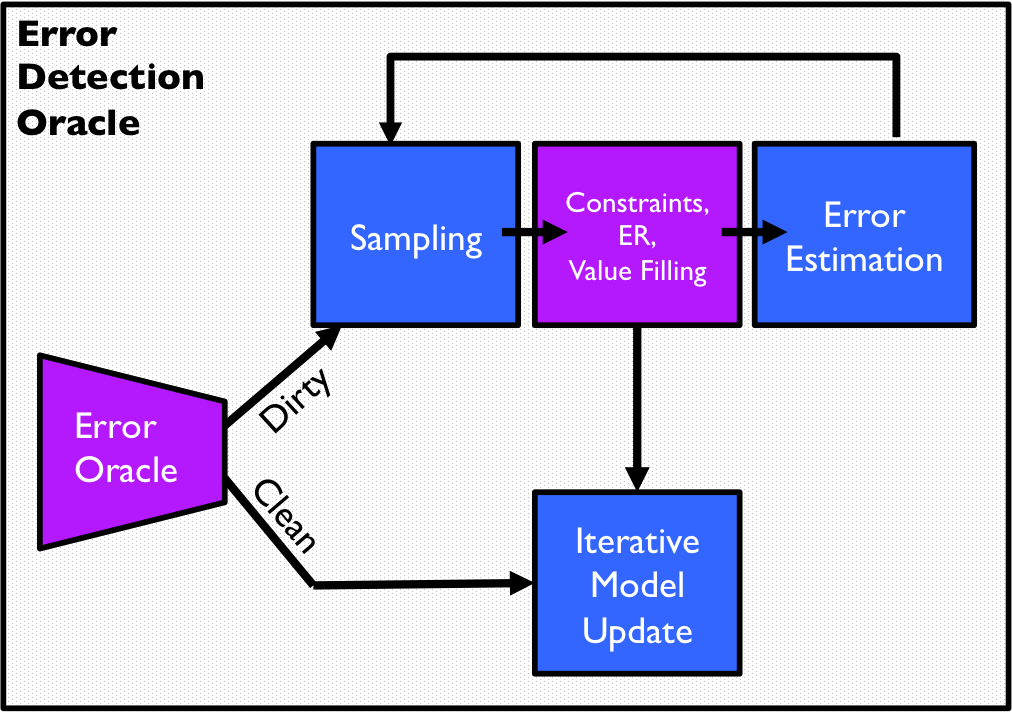 Error
Detection
Oracle
Sampling
Constraints,
ER,
Value Filling
Error
Estimation
Dirty
Error
Oracle
Clean
Iterative
Model
Update